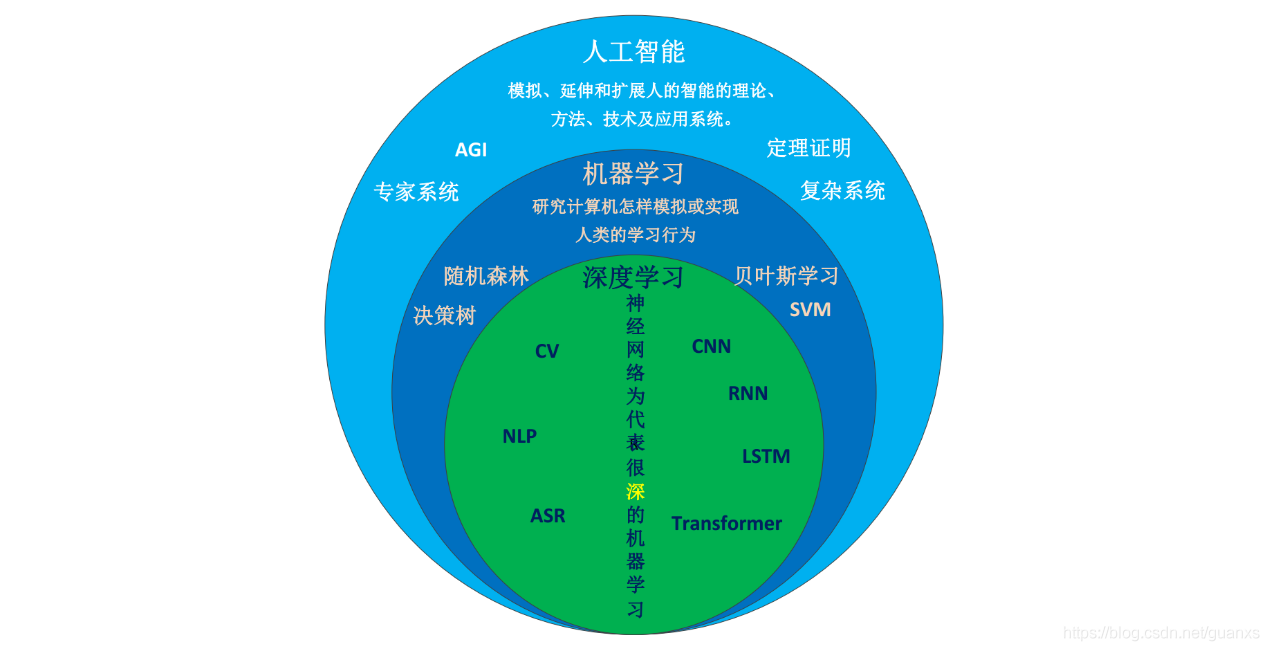 人工智能
模拟、延伸和扩展人的智能的理论、
方法、技术及应用系统。
AGI
定理证明
专家系统
复杂系统
机器学习
研究计算机怎样模拟或实现
人类的学习行为
随机森林
贝叶斯学习
决策树
SVM
深度学习
神经网络为代表很深的机器学习
CV
CNN
RNN
NLP
LSTM
ASR
Transformer
https://blog.csdn.net/guanxs